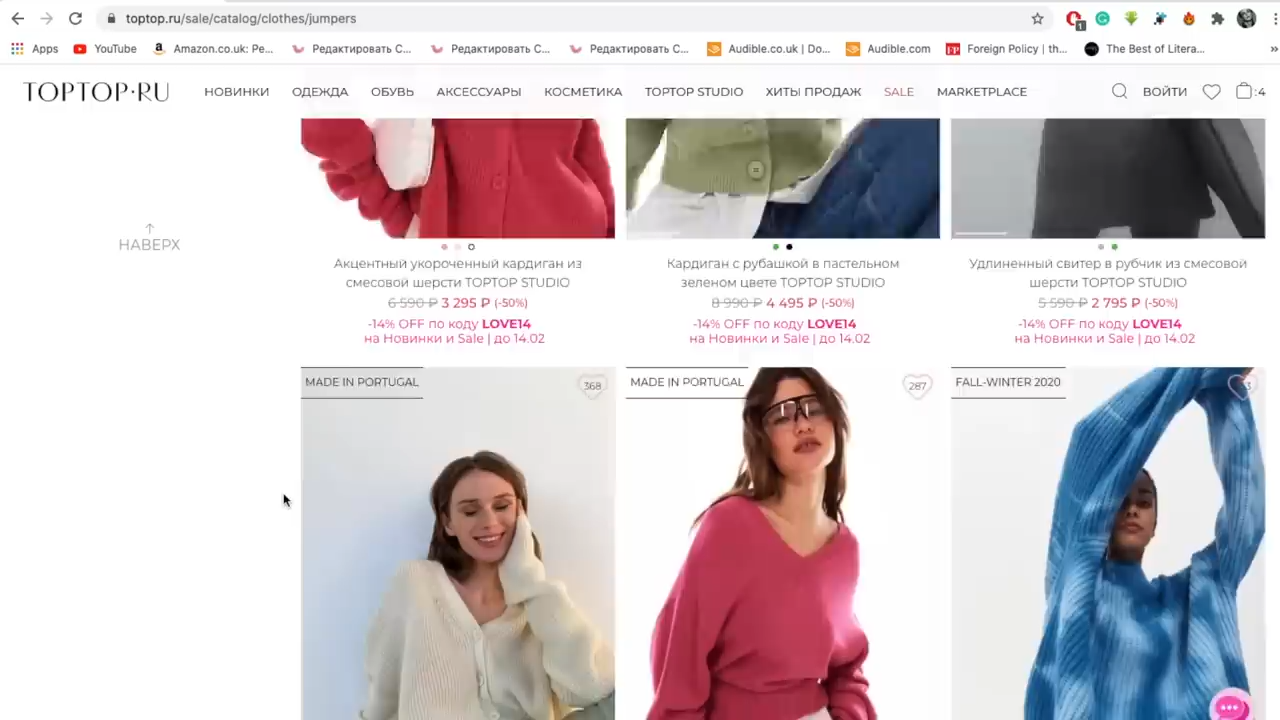 toptop.ru/sale/catalog/clothes/jumpers
1
Apps
YouTube
Amazon.co.uk: Pe...
Редактировать С...
Редактировать С...
Редактировать С...
Audible.co.uk | Do...
Audible.com
FP
Foreign Policy | th...
The Best of Litera...
»
TOPTOP·RU
НОВИНКИ
ОДЕЖДА
ОБУВЬ
АКСЕССУАРЫ
КОСМЕТИКА
TOPTOP STUDIO
ХИТЫ ПРОДАЖ
SALE
MARKETPLACE
ВОЙТИ
:4
↑
НАВЕРХ
Акцентный укороченный кардиган из
смесовой шерсти TOPTOP STUDIO
6 590 ₽ 3 295 ₽ (-50%)
-14% OFF по коду LOVE14
на Новинки и Sale | до 14.02
Кардиган с рубашкой в пастельном
зеленом цвете TOPTOP STUDIO
8 990 ₽ 4 495 ₽ (-50%)
-14% OFF по коду LOVE14
на Новинки и Sale | до 14.02
Удлиненный свитер в рубчик из смесовой
шерсти TOPTOP STUDIO
5 590 ₽ 2 795 ₽ (-50%)
-14% OFF по коду LOVE14
на Новинки и Sale | до 14.02
MADE IN PORTUGAL
368
MADE IN PORTUGAL
287
FALL-WINTER 2020